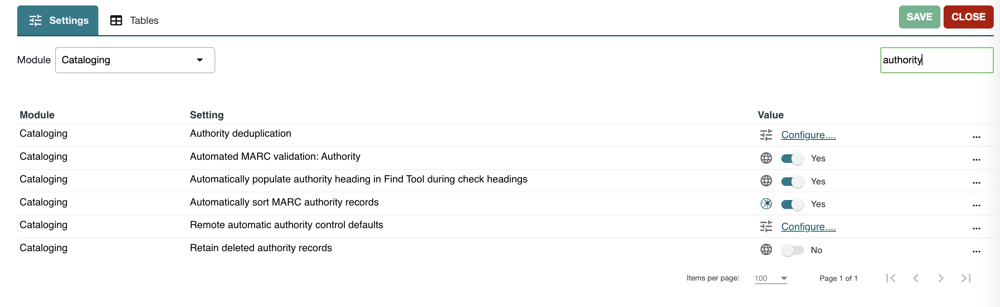 Settings Tables SAVE CLOSE
Module Cataloging authority
Module Setting Value
Cataloging Authority deduplication Configure.... ...
Cataloging Automated MARC validation: Authority Yes ...
Cataloging Automatically populate authority heading in Find Tool during check headings Yes ...
Cataloging Automatically sort MARC authority records Yes ...
Cataloging Remote automatic authority control defaults Configure.... ...
Cataloging Retain deleted authority records No ...
Items per page: 100 Page 1 of 1